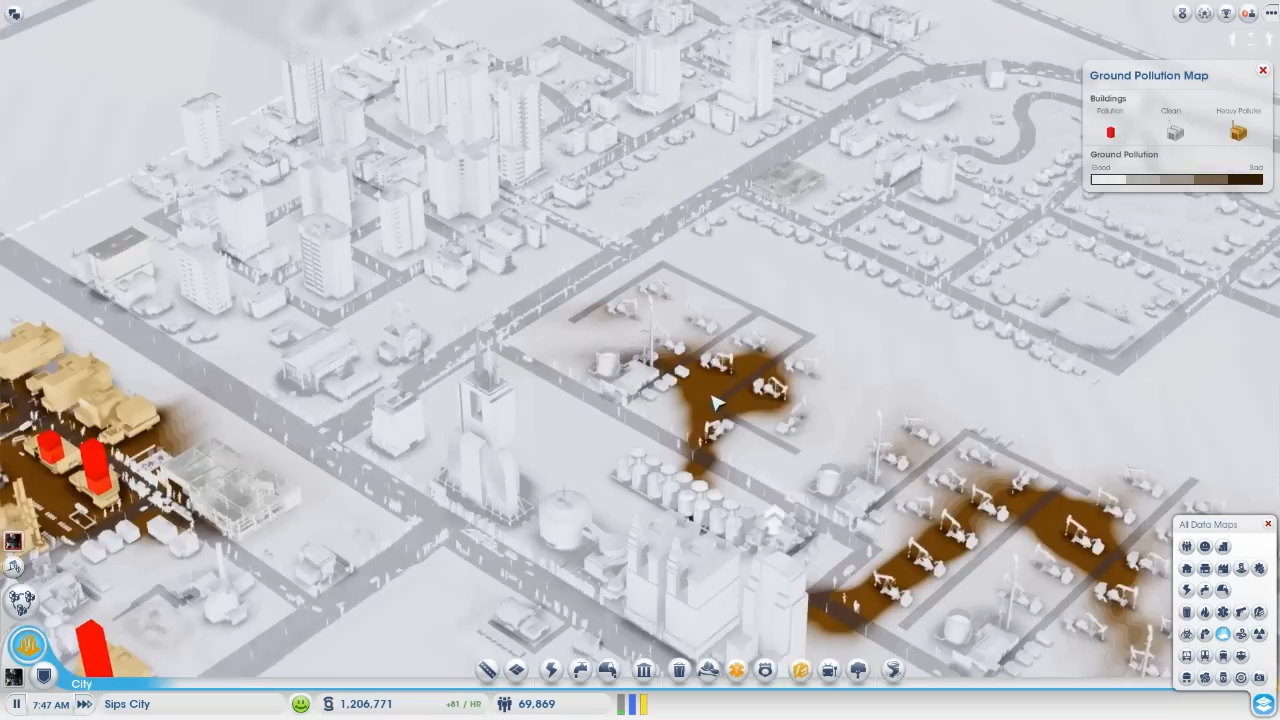 Ground Pollution Map
Buildings
Pollution Clean Heavy Polluter
Ground Pollution
Good Bad
All Data Maps
City
7:47 AM Sips City 1,206,771 +81 / HR 69,869